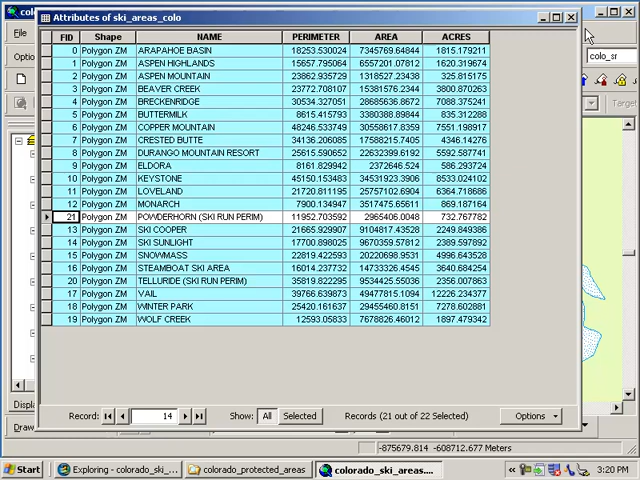 colo
Attributes of ski_areas_colo
File
Optio
colo_sr
Target
FID Shape NAME PERIMETER AREA ACRES
0 Polygon ZM ARAPAHOE BASIN 18253.530024 7345769.64844 1815.179211
1 Polygon ZM ASPEN HIGHLANDS 15657.795064 6557201.07812 1620.319674
2 Polygon ZM ASPEN MOUNTAIN 23862.935729 1318527.23438 325.815175
3 Polygon ZM BEAVER CREEK 23772.708107 15381576.2344 3800.870263
4 Polygon ZM BRECKENRIDGE 30534.327051 28685636.8672 7088.375241
5 Polygon ZM BUTTERMILK 8615.415793 3380388.89844 835.312288
6 Polygon ZM COPPER MOUNTAIN 48246.533749 30558617.8359 7551.198917
7 Polygon ZM CRESTED BUTTE 34136.206085 17588215.7405 4346.14276
8 Polygon ZM DURANGO MOUNTAIN RESORT 25615.590652 22632399.6192 5592.587741
9 Polygon ZM ELDORA 8181.829942 2372646.524 586.293724
10 Polygon ZM KEYSTONE 45150.153483 34531923.3906 8533.024102
11 Polygon ZM LOVELAND 21720.811195 25757102.6904 6364.718686
12 Polygon ZM MONARCH 7900.134947 3517475.65611 869.187164
21 Polygon ZM POWDERHORN (SKI RUN PERIM) 11952.703592 2965406.0048 732.767782
13 Polygon ZM SKI COOPER 21665.929907 9104817.43528 2249.849386
14 Polygon ZM SKI SUNLIGHT 17700.898025 9670359.57812 2389.597892
15 Polygon ZM SNOWMASS 22819.422593 20220698.9531 4996.643528
16 Polygon ZM STEAMBOAT SKI AREA 16014.237732 14733326.4545 3640.684254
20 Polygon ZM TELLURIDE (SKI RUN PERIM) 35819.822295 9534425.55036 2356.007863
17 Polygon ZM VAIL 39766.639873 49477815.1094 12226.234377
18 Polygon ZM WINTER PARK 25420.161637 29455460.8151 7278.602881
19 Polygon ZM WOLF CREEK 12593.05833 7678826.46012 1897.479342
Displ
Record: 14 Show: All Selected Records (21 out of 22 Selected) Options
Draw
-875679.814 -608712.677 Meters
Start Exploring - colorado_s... colorado_protected_areas colorado_ski_areas.... 3:20 PM